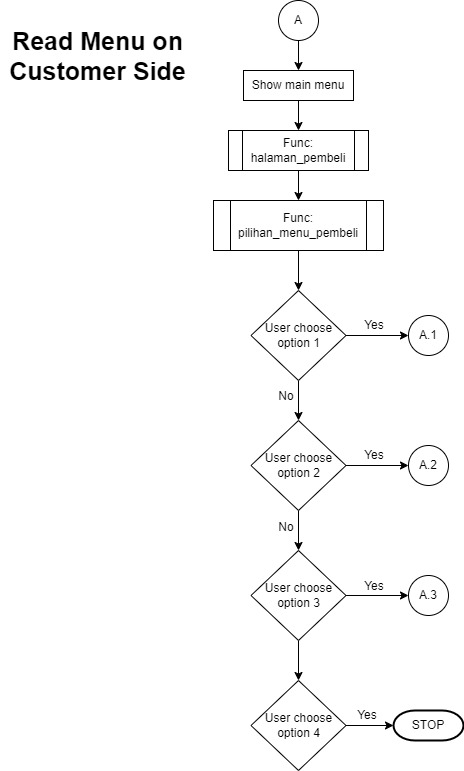 Read Menu on
Customer Side
A
Show main menu
Func:
halaman_pembeli
Func:
pilihan_menu_pembeli
User choose
option 1
Yes
A.1
No
User choose
option 2
Yes
A.2
No
User choose
option 3
Yes
A.3
User choose
option 4
Yes
STOP